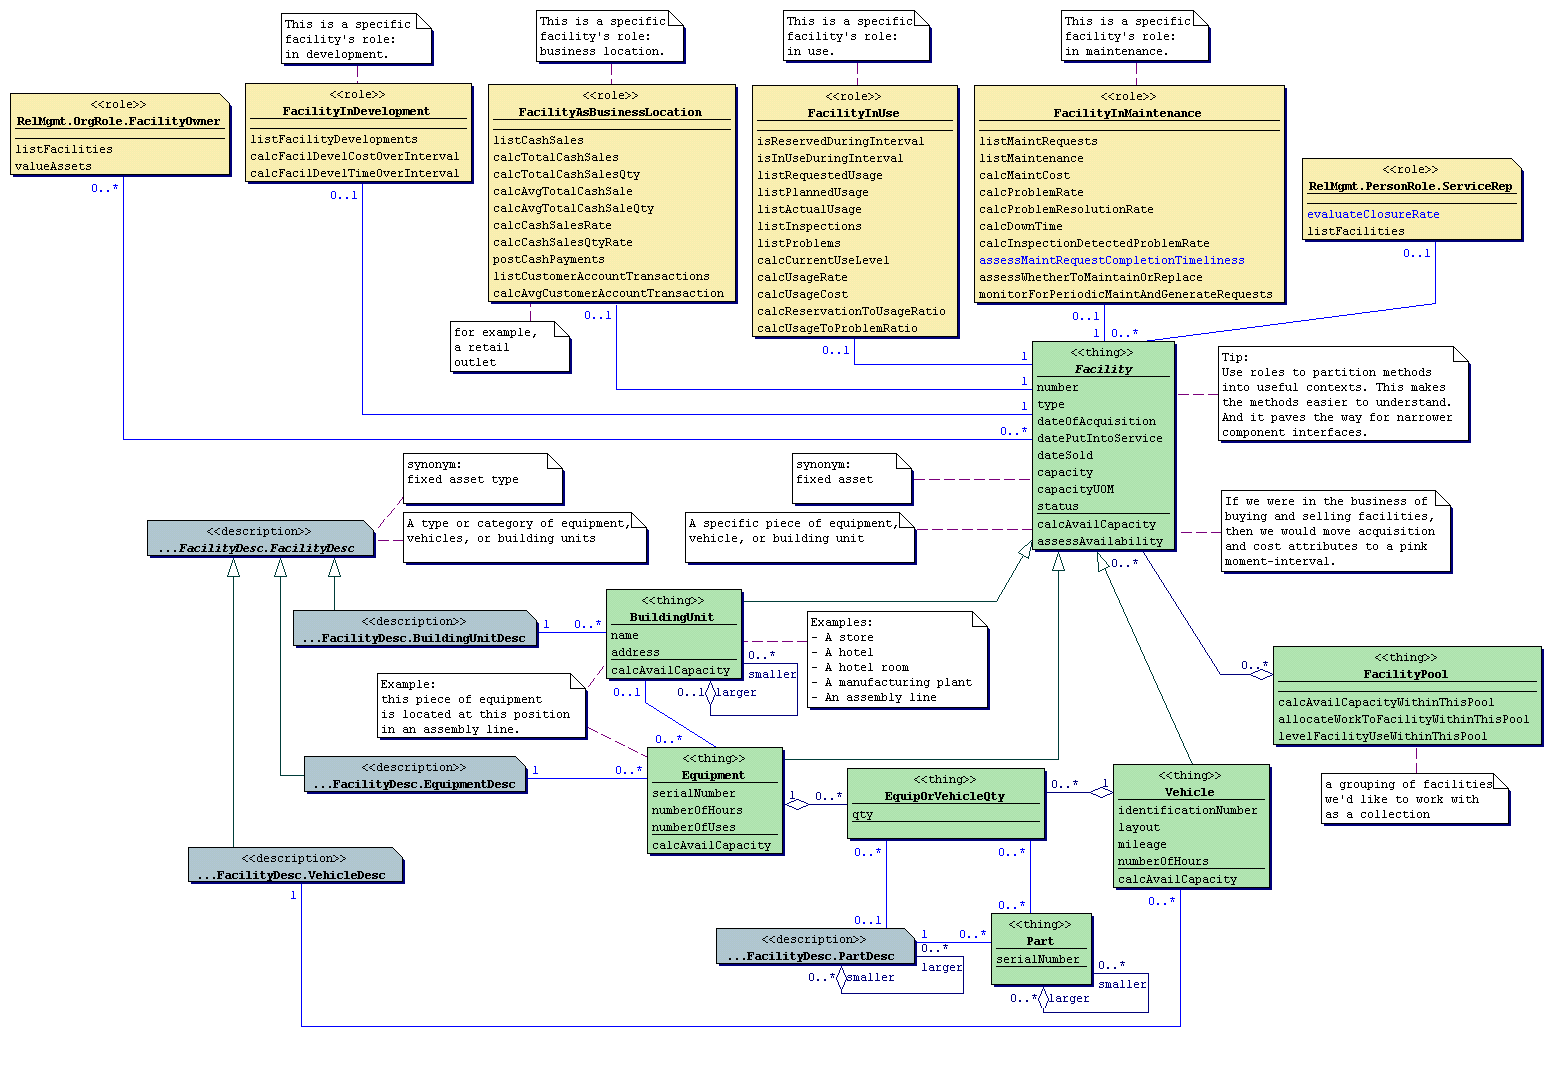 This is a specific
facility's role:
in development.
This is a specific
facility's role:
business location.
This is a specific
facility's role:
in use.
This is a specific
facility's role:
in maintenance.
<<role>>
RelMgmt.OrgRole.FacilityOwner
listFacilities
valueAssets
0..*
<<role>>
FacilityInDevelopment
listFacilityDevelopments
calcFacilDevelCostOverInterval
calcFacilDevelTimeOverInterval
0..1
<<role>>
FacilityAsBusinessLocation
listCashSales
calcTotalCashSales
calcTotalCashSalesQty
calcAvgTotalCashSale
calcAvgTotalCashSaleQty
calcCashSalesRate
calcCashSalesQtyRate
postCashPayments
listCustomerAccountTransactions
calcAvgCustomerAccountTransaction
0..1
for example,
a retail
outlet
<<role>>
FacilityInUse
isReservedDuringInterval
isInUseDuringInterval
listRequestedUsage
listPlannedUsage
listActualUsage
listInspections
listProblems
calcCurrentUseLevel
calcUsageRate
calcUsageCost
calcReservationToUsageRatio
calcUsageToProblemRatio
0..1
<<role>>
FacilityInMaintenance
listMaintRequests
listMaintenance
calcMaintCost
calcProblemRate
calcProblemResolutionRate
calcDownTime
calcInspectionDetectedProblemRate
assessMaintRequestCompletionTimeliness
assessWhetherToMaintainOrReplace
monitorForPeriodicMaintAndGenerateRequests
0..1
<<role>>
RelMgmt.PersonRole.ServiceRep
evaluateClosureRate
listFacilities
0..1
1
0..*
1
1
1
0..*
<<thing>>
Facility
number
type
dateOfAcquisition
datePutIntoService
dateSold
capacity
capacityUOM
status
calcAvailCapacity
assessAvailability
0..*
Tip:
Use roles to partition methods
into useful contexts. This makes
the methods easier to understand.
And it paves the way for narrower
component interfaces.
synonym:
fixed asset type
synonym:
fixed asset
A type or category of equipment,
vehicles, or building units
A specific piece of equipment,
vehicle, or building unit
If we were in the business of
buying and selling facilities,
then we would move acquisition
and cost attributes to a pink
moment-interval.
<<description>>
...FacilityDesc.FacilityDesc
<<description>>
...FacilityDesc.BuildingUnitDesc
1
0..*
<<thing>>
BuildingUnit
name
address
calcAvailCapacity
0..*
smaller
0..1
larger
0..1
Examples:
- A store
- A hotel
- A hotel room
- A manufacturing plant
- An assembly line
0..*
<<thing>>
FacilityPool
calcAvailCapacityWithinThisPool
allocateWorkToFacilityWithinThisPool
levelFacilityUseWithinThisPool
a grouping of facilities
we'd like to work with
as a collection
Example:
this piece of equipment
is located at this position
in an assembly line.
0..*
<<description>>
...FacilityDesc.EquipmentDesc
1
0..*
<<thing>>
Equipment
serialNumber
numberOfHours
numberOfUses
calcAvailCapacity
1
0..*
<<thing>>
EquipOrVehicleQty
qty
0..*
1
<<thing>>
Vehicle
identificationNumber
layout
mileage
numberOfHours
calcAvailCapacity
0..*
<<description>>
...FacilityDesc.VehicleDesc
1
0..*
0..*
0..1
0..*
<<description>>
...FacilityDesc.PartDesc
1
0..*
0..*
larger
0..*
smaller
<<thing>>
Part
serialNumber
0..*
smaller
0..*
larger